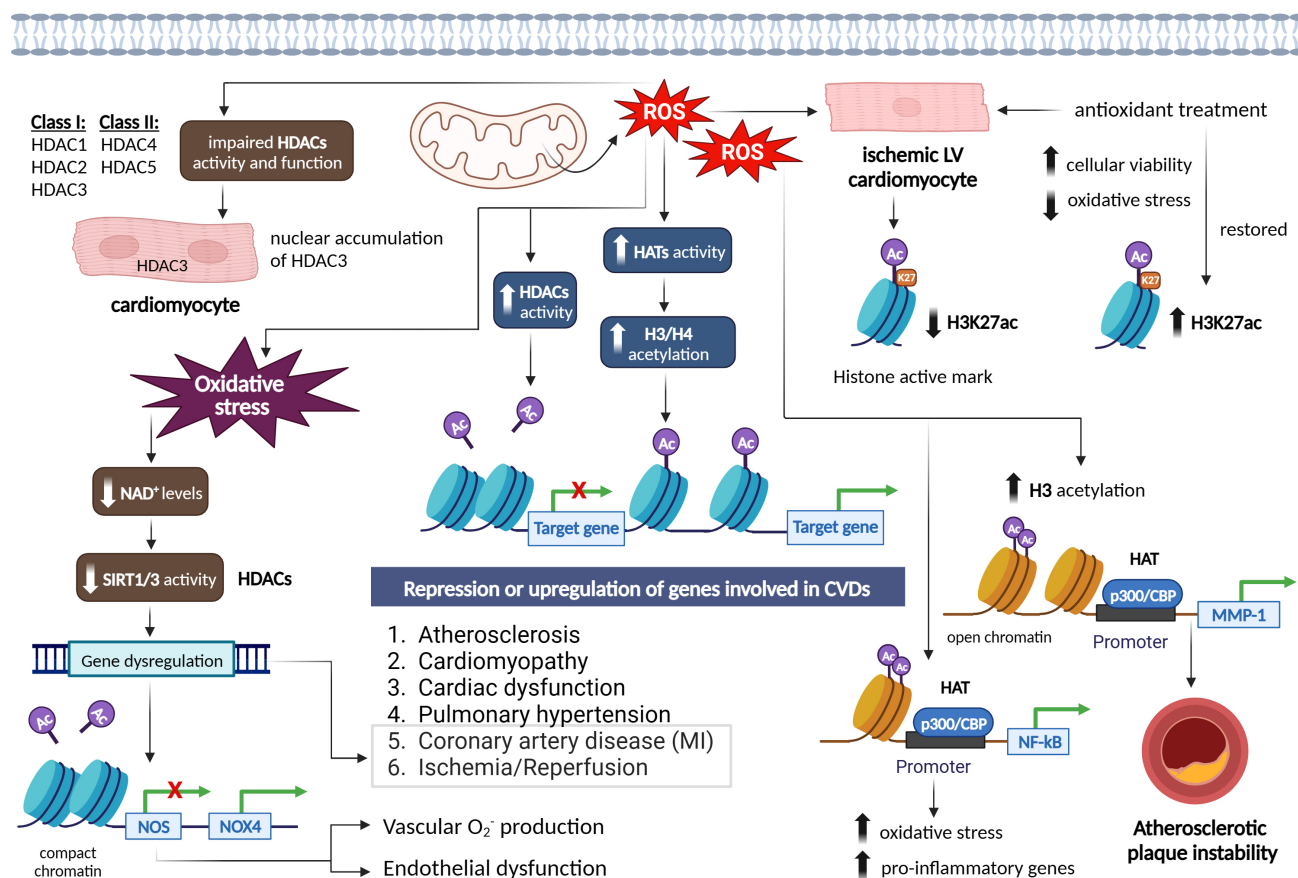 Class I:
HDAC1
HDAC2
HDAC3
Class II:
HDAC4
HDAC5
impaired HDACs
activity and function
HDAC3
cardiomyocyte
nuclear accumulation
of HDAC3
ROS
ROS
ischemic LV
cardiomyocyte
antioxidant treatment
cellular viability
oxidative stress
restored
Ac
K27
H3K27ac
Histone active mark
Ac
K27
H3K27ac
HATs activity
HDACs
activity
H3/H4
acetylation
Oxidative
stress
NAD⁺ levels
SIRT1/3 activity
HDACs
Gene dysregulation
Ac
Ac
NOS
X
NOX4
compact
chromatin
Ac
Ac
Ac
Ac
X
Target gene
Target gene
Repression or upregulation of genes involved in CVDs
1. Atherosclerosis
2. Cardiomyopathy
3. Cardiac dysfunction
4. Pulmonary hypertension
5. Coronary artery disease (MI)
6. Ischemia/Reperfusion
Vascular O₂⁻ production
Endothelial dysfunction
H3 acetylation
Ac
Ac
HAT
p300/CBP
MMP-1
open chromatin
Promoter
Ac
Ac
HAT
p300/CBP
NF-kB
Promoter
oxidative stress
pro-inflammatory genes
Atherosclerotic
plaque instability